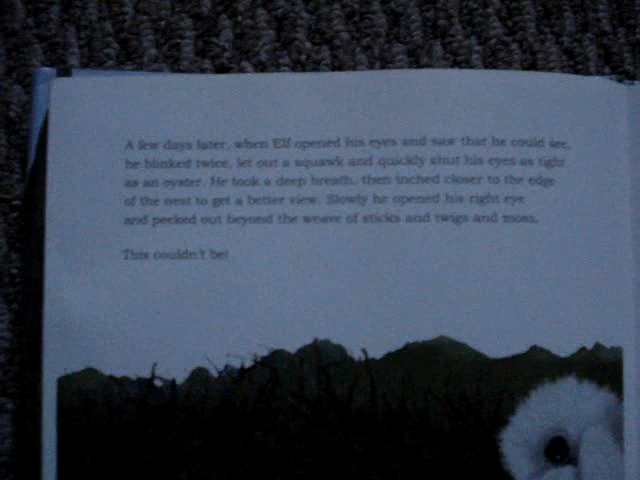 A few days later, when Elf opened his eyes and saw that he could see,
he blinked twice, let out a squawk and quickly shut his eyes as tight
as an oyster. He took a deep breath, then inched closer to the edge
of the nest to get a better view. Slowly he opened his right eye
and peeked out beyond the weave of sticks and twigs and moss.
This couldn't be!